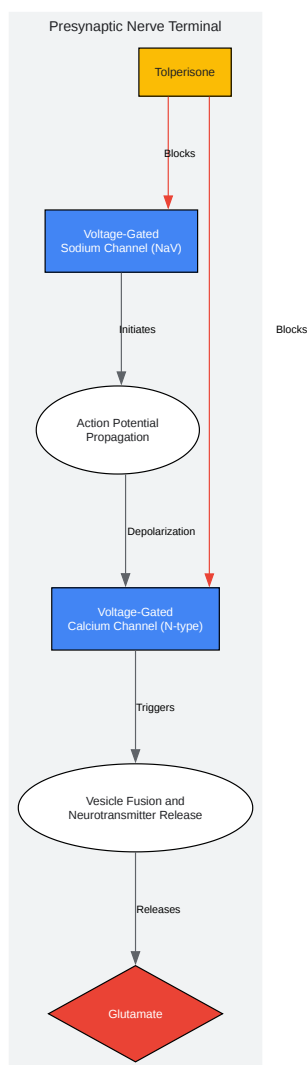 Presynaptic Nerve Terminal
Tolperisone
Blocks
Voltage-Gated
Sodium Channel (NaV)
Initiates
Blocks
Action Potential
Propagation
Depolarization
Voltage-Gated
Calcium Channel (N-type)
Triggers
Vesicle Fusion and
Neurotransmitter Release
Releases
Glutamate